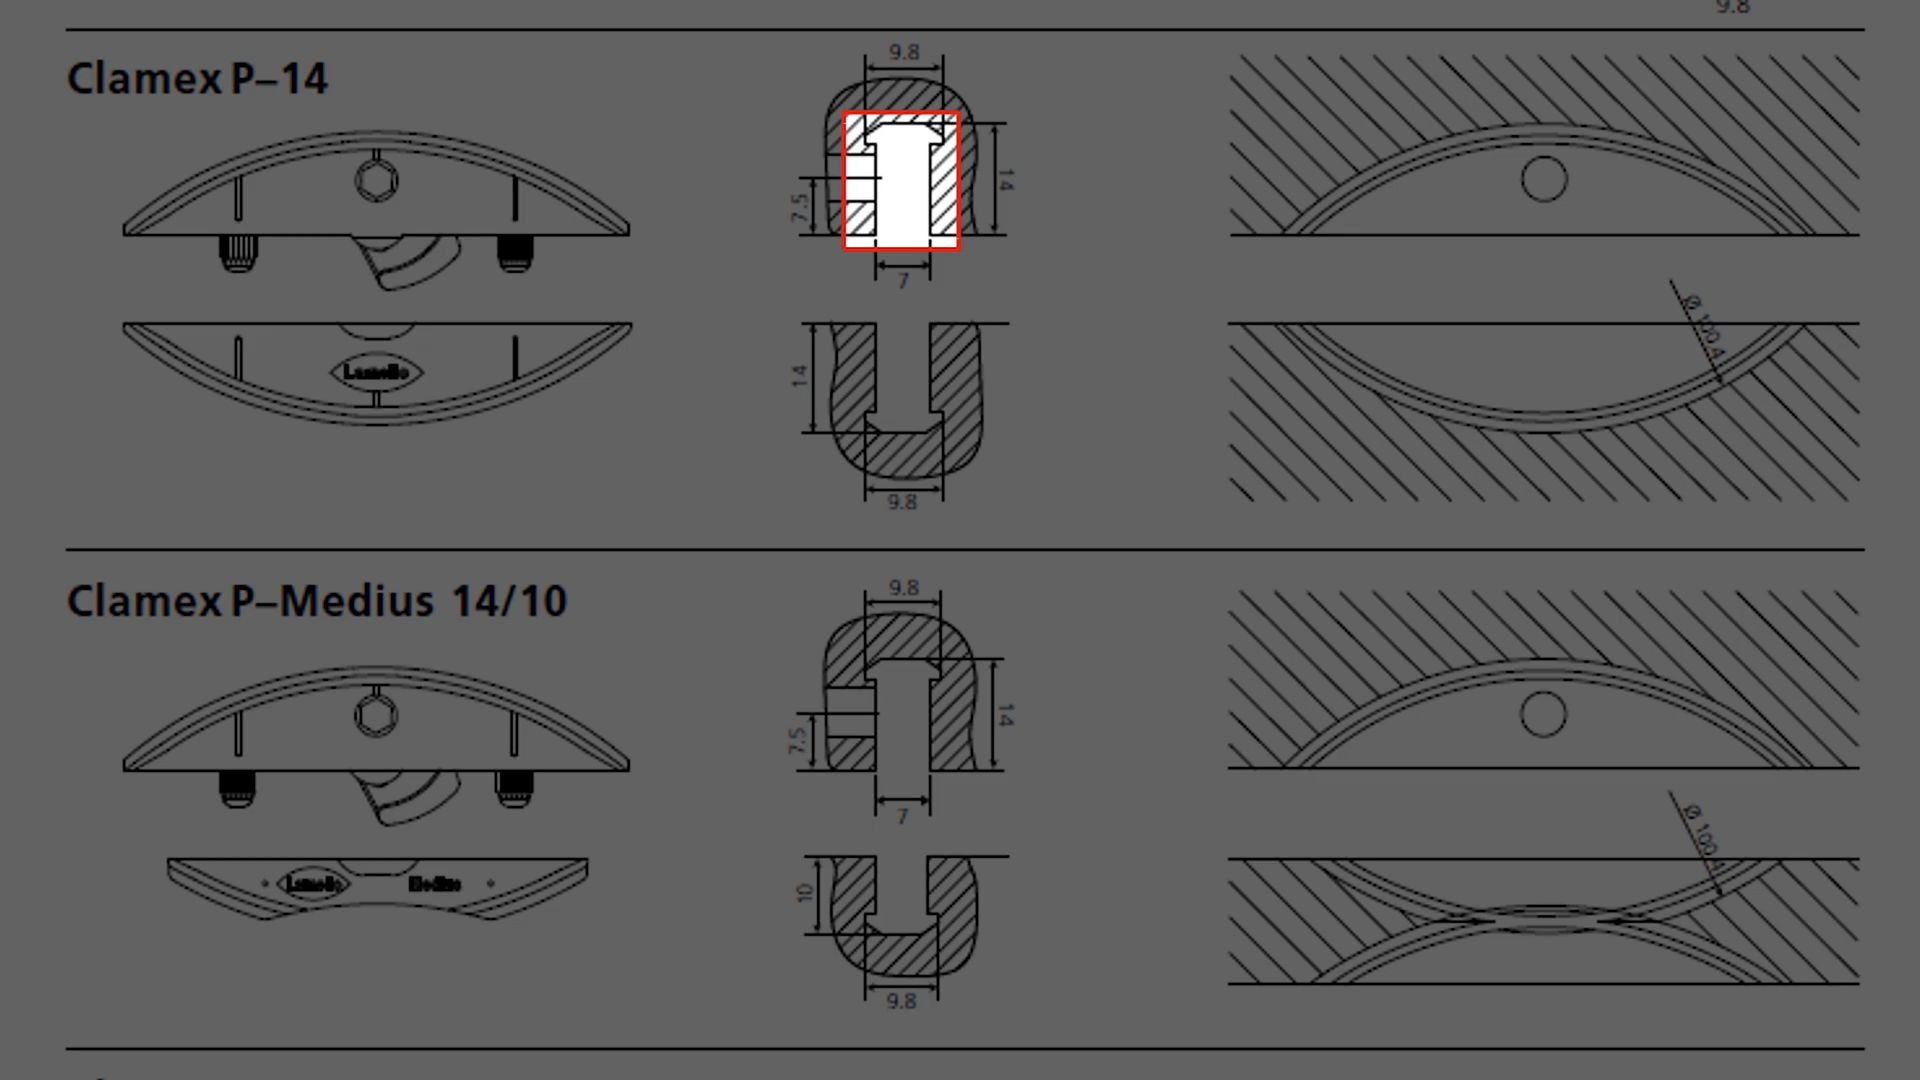 9.8
Clamex P–14
9.8
14
7.5
7
Ø 100.4
Lamello
14
9.8
Clamex P–Medius 14/10
9.8
14
7.5
7
Ø 100.4
Lamello Medius
10
9.8